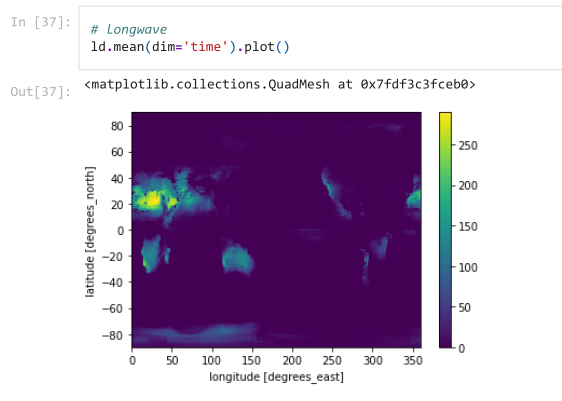 In [37]:
# longwave
ld.mean(dim='time').plot()
Out[37]:
<matplotlib.collections.QuadMesh at 0x7fdf3c3fceb0>
80
60
40
20
0
−20
−40
−60
−80
latitude [degrees_north]
0 50 100 150 200 250 300 350
longitude [degrees_east]
250
200
150
100
50
0